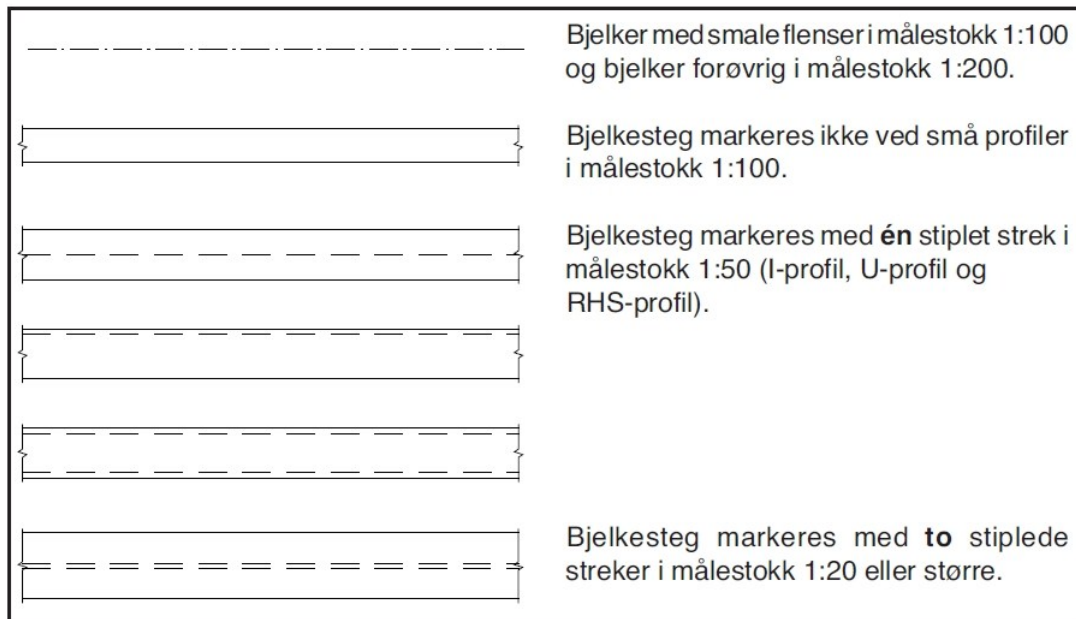 Bjelker med smale flenser i målestokk 1:100
og bjelker forøvrig i målestokk 1:200.
Bjelkesteg markeres ikke ved små profiler
i målestokk 1:100.
Bjelkesteg markeres med én stiplet strek i
målestokk 1:50 (I-profil, U-profil og
RHS-profil).
Bjelkesteg markeres med to stiplede
streker i målestokk 1:20 eller større.